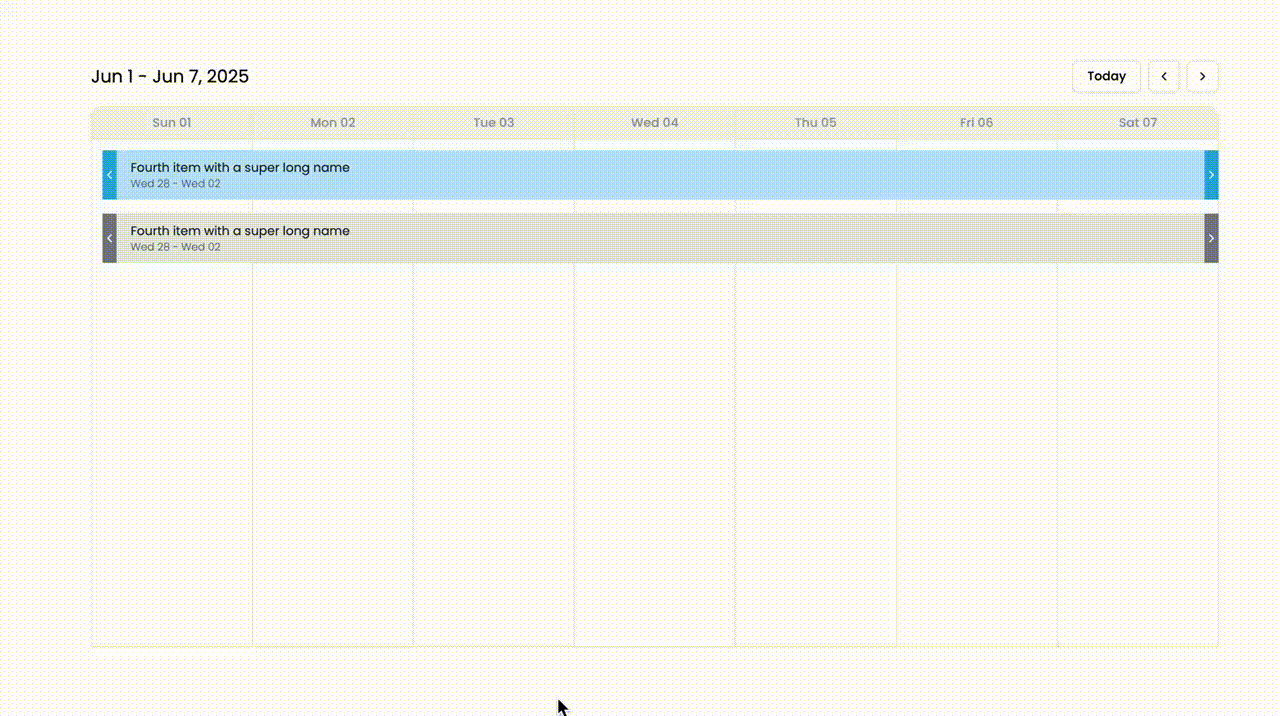 Jun 1 - Jun 7, 2025
Today
Sun 01 Mon 02 Tue 03 Wed 04 Thu 05 Fri 06 Sat 07
Fourth item with a super long name
Wed 28 - Wed 02
Fourth item with a super long name
Wed 28 - Wed 02